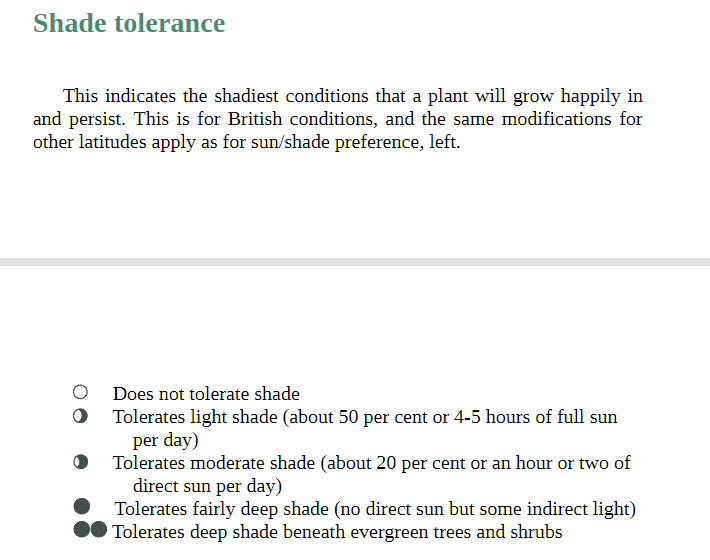 Shade tolerance
This indicates the shadiest conditions that a plant will grow happily in
and persist. This is for British conditions, and the same modifications for
other latitudes apply as for sun/shade preference, left.
Does not tolerate shade
Tolerates light shade (about 50 per cent or 4-5 hours of full sun
per day)
Tolerates moderate shade (about 20 per cent or an hour or two of
direct sun per day)
Tolerates fairly deep shade (no direct sun but some indirect light)
Tolerates deep shade beneath evergreen trees and shrubs